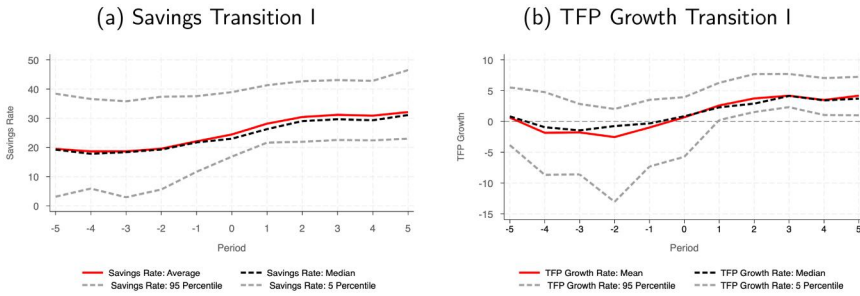 (a) Savings Transition I
50
40
30
20
10
0
Savings Rate
-5 -4 -3 -2 -1 0 1 2 3 4 5
Period
Savings Rate: Average
Savings Rate: Median
Savings Rate: 95 Percentile
Savings Rate: 5 Percentile
(b) TFP Growth Transition I
10
5
0
-5
-10
-15
TFP Growth
-5 -4 -3 -2 -1 0 1 2 3 4 5
Period
TFP Growth Rate: Mean
TFP Growth Rate: Median
TFP Growth Rate: 95 Percentile
TFP Growth Rate: 5 Percentile